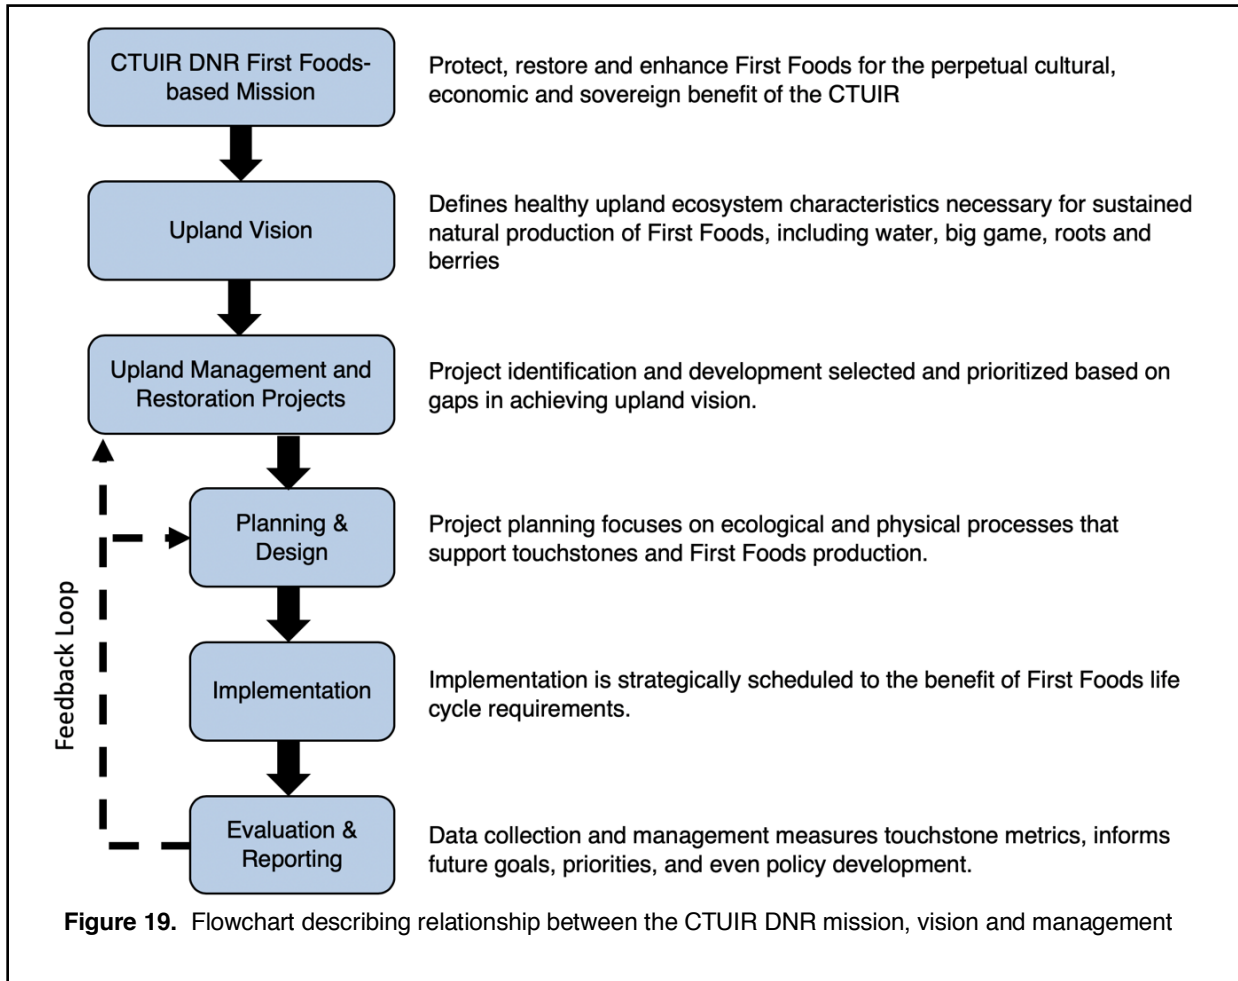 CTUIR DNR First Foods-
based Mission
Protect, restore and enhance First Foods for the perpetual cultural,
economic and sovereign benefit of the CTUIR
Upland Vision
Defines healthy upland ecosystem characteristics necessary for sustained
natural production of First Foods, including water, big game, roots and
berries
Upland Management and
Restoration Projects
Project identification and development selected and prioritized based on
gaps in achieving upland vision.
Planning &
Design
Project planning focuses on ecological and physical processes that
support touchstones and First Foods production.
Feedback Loop
Implementation
Implementation is strategically scheduled to the benefit of First Foods life
cycle requirements.
Evaluation &
Reporting
Data collection and management measures touchstone metrics, informs
future goals, priorities, and even policy development.
Figure 19. Flowchart describing relationship between the CTUIR DNR mission, vision and management